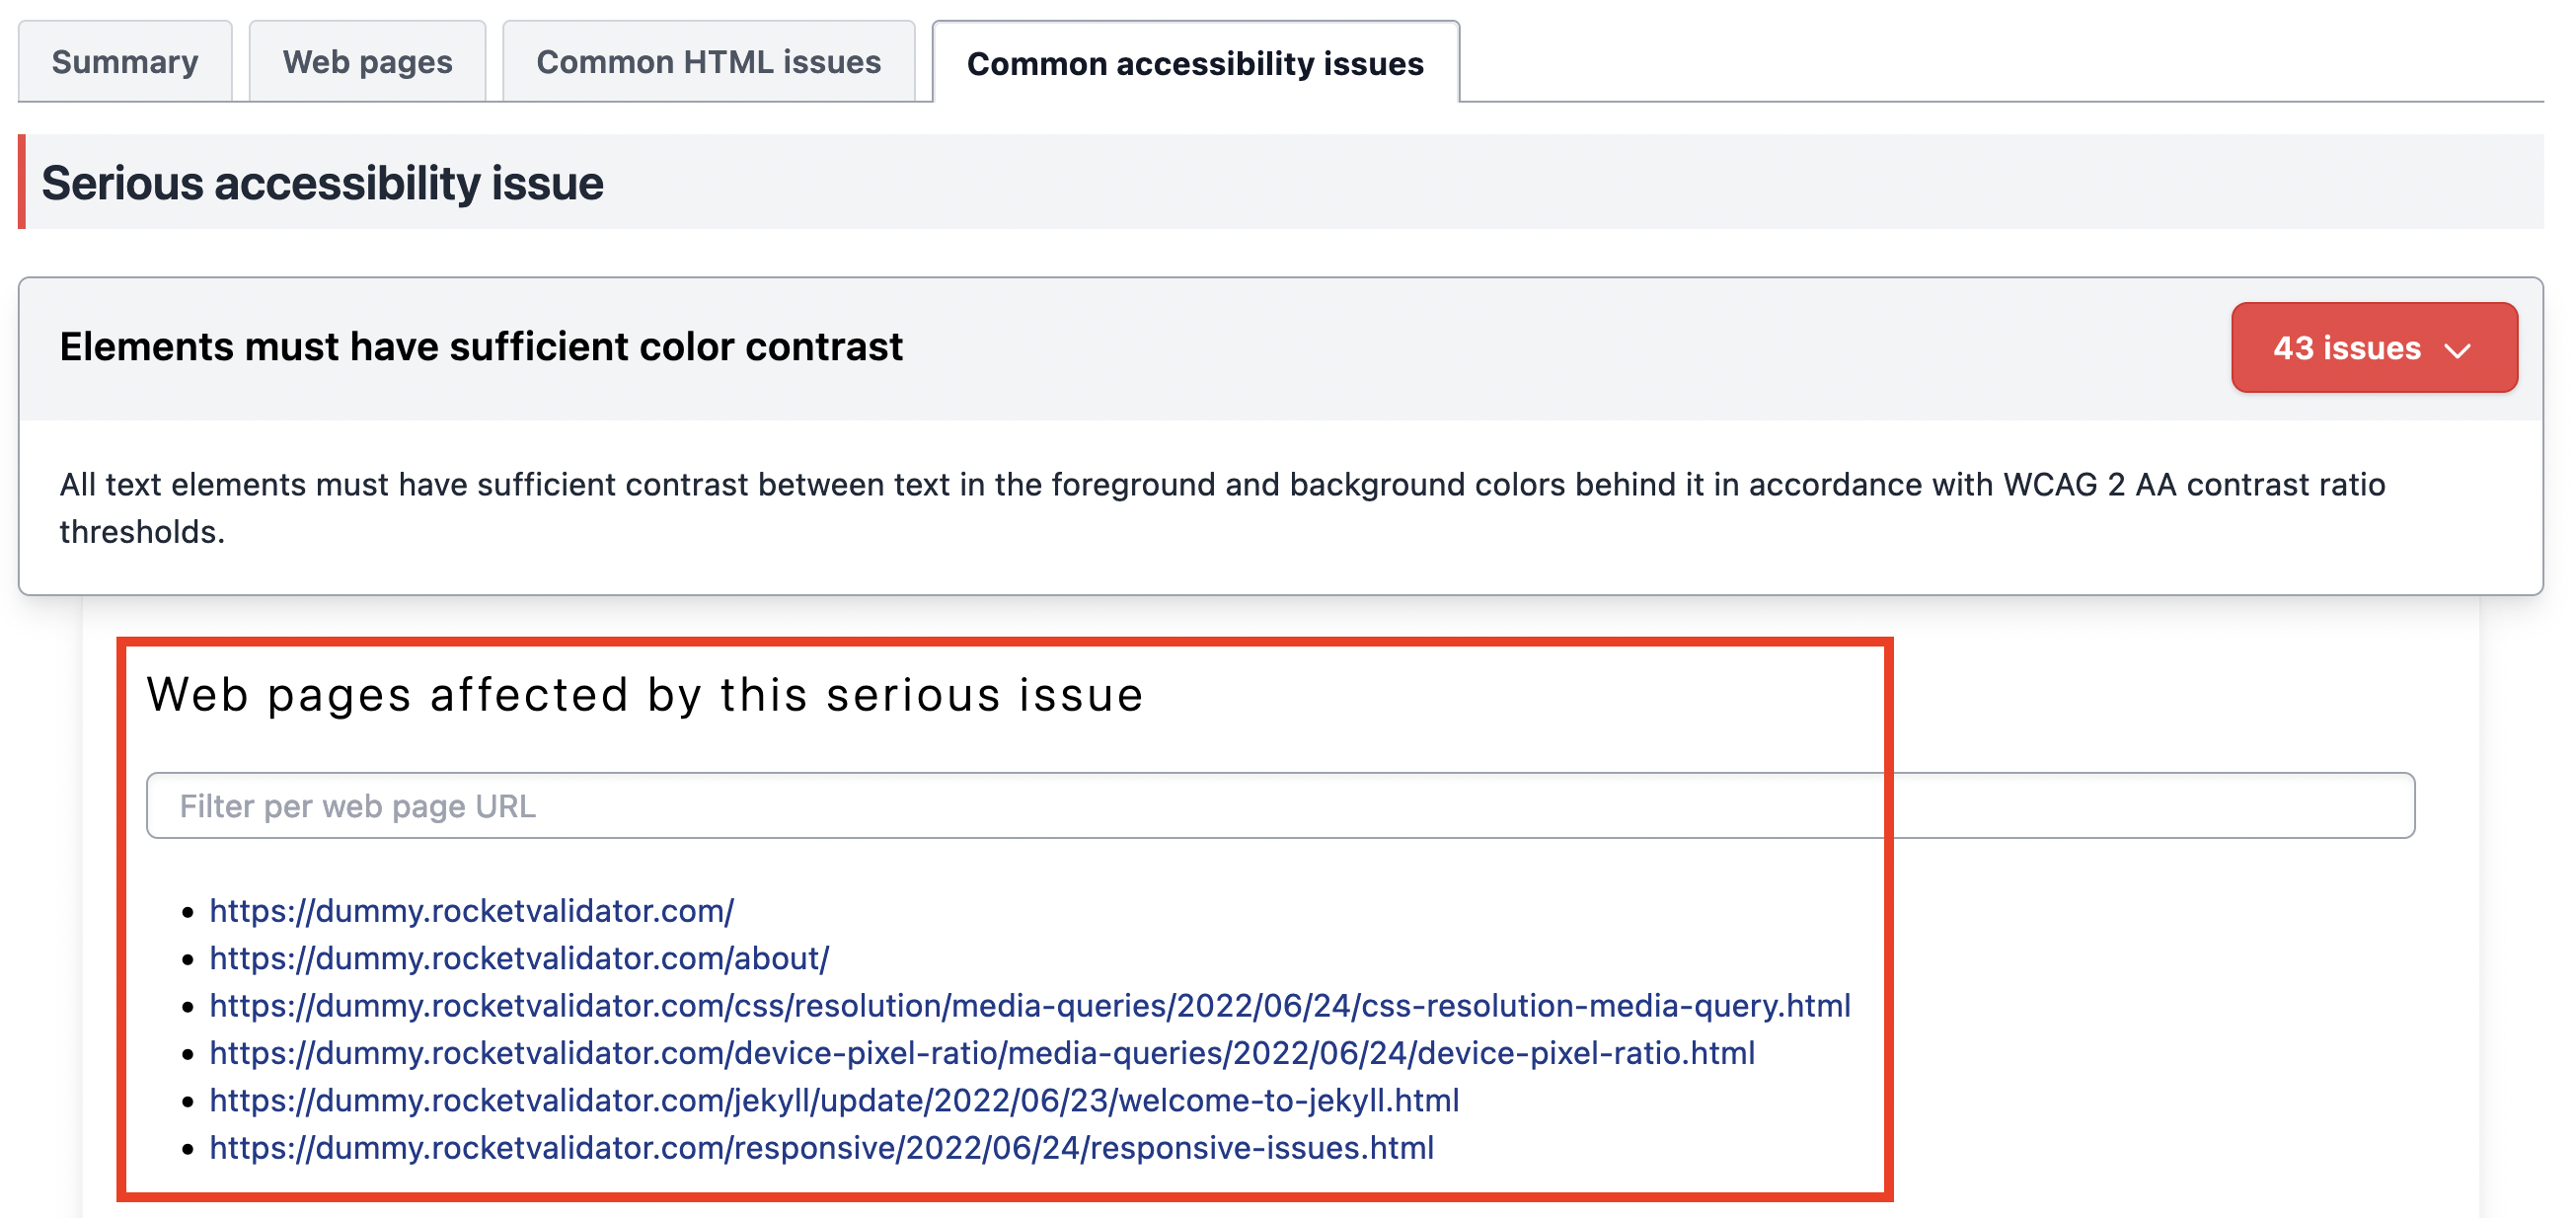 Summary
Web pages
Common HTML issues
Common accessibility issues
Serious accessibility issue
Elements must have sufficient color contrast
43 issues
All text elements must have sufficient contrast between text in the foreground and background colors behind it in accordance with WCAG 2 AA contrast ratio
thresholds.
Web pages affected by this serious issue
Filter per web page URL
https://dummy.rocketvalidator.com/
https://dummy.rocketvalidator.com/about/
https://dummy.rocketvalidator.com/css/resolution/media-queries/2022/06/24/css-resolution-media-query.html
https://dummy.rocketvalidator.com/device-pixel-ratio/media-queries/2022/06/24/device-pixel-ratio.html
https://dummy.rocketvalidator.com/jekyll/update/2022/06/23/welcome-to-jekyll.html
https://dummy.rocketvalidator.com/responsive/2022/06/24/responsive-issues.html